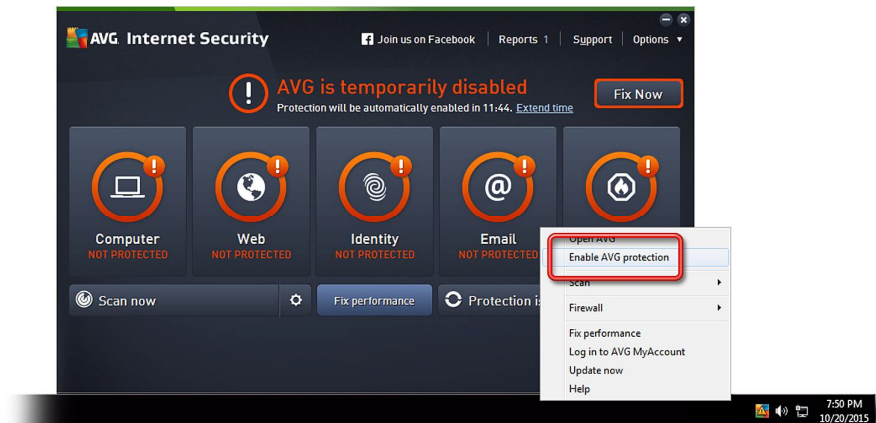 AVG Internet Security
Join us on Facebook Reports 1 Support Options
AVG is temporarily disabled
Protection will be automatically enabled in 11:44. Extend time
Fix Now
Computer
NOT PROTECTED
Web
NOT PROTECTED
Identity
NOT PROTECTED
@
Email
NOT PROTECTED
Scan now
Fix performance
Protection
Open AVG
Enable AVG protection
Scan
Firewall
Fix performance
Log in to AVG MyAccount
Update now
Help
7:50 PM
10/20/2015